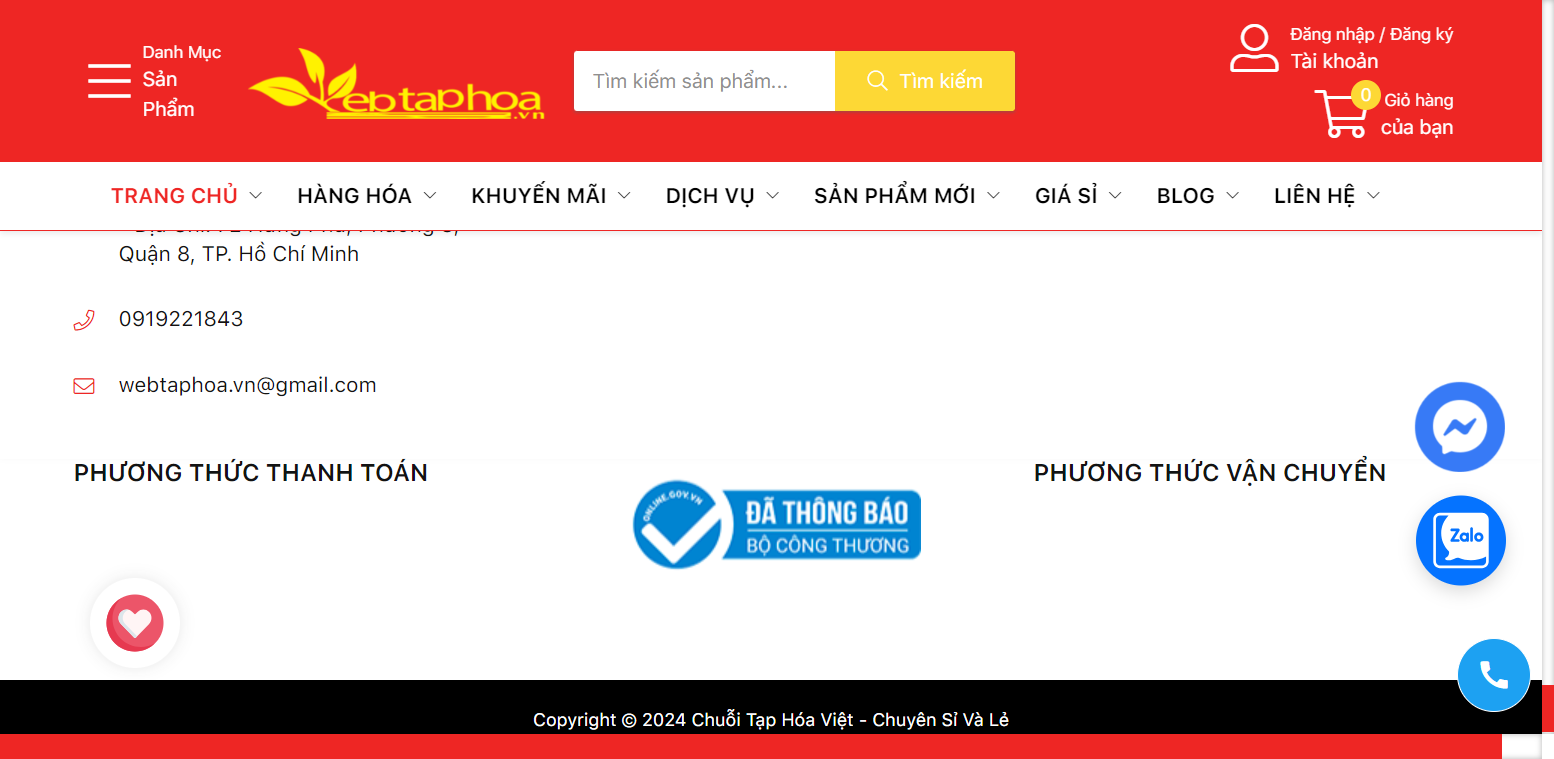 Danh Mục
Sản
Phẩm
webtaphoa
.vn
Tìm kiếm sản phẩm...
Tìm kiếm
Đăng nhập / Đăng ký
Tài khoản
0
Giỏ hàng
của bạn
TRANG CHỦ HÀNG HÓA KHUYẾN MÃI DỊCH VỤ SẢN PHẨM MỚI GIÁ SỈ BLOG LIÊN HỆ
Quận 8, TP. Hồ Chí Minh
0919221843
webtaphoa.vn@gmail.com
PHƯƠNG THỨC THANH TOÁN
ONLINE.GOV.VN
ĐÃ THÔNG BÁO
BỘ CÔNG THƯƠNG
PHƯƠNG THỨC VẬN CHUYỂN
Zalo
Copyright © 2024 Chuỗi Tạp Hóa Việt - Chuyên Sỉ Và Lẻ